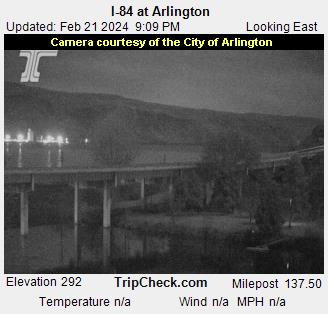 I-84 at Arlington
Updated: Feb 21 2024 9:09 PM Looking East
Camera courtesy of the City of Arlington
Elevation 292 TripCheck.com Milepost 137.50
Temperature n/a Wind n/a MPH n/a